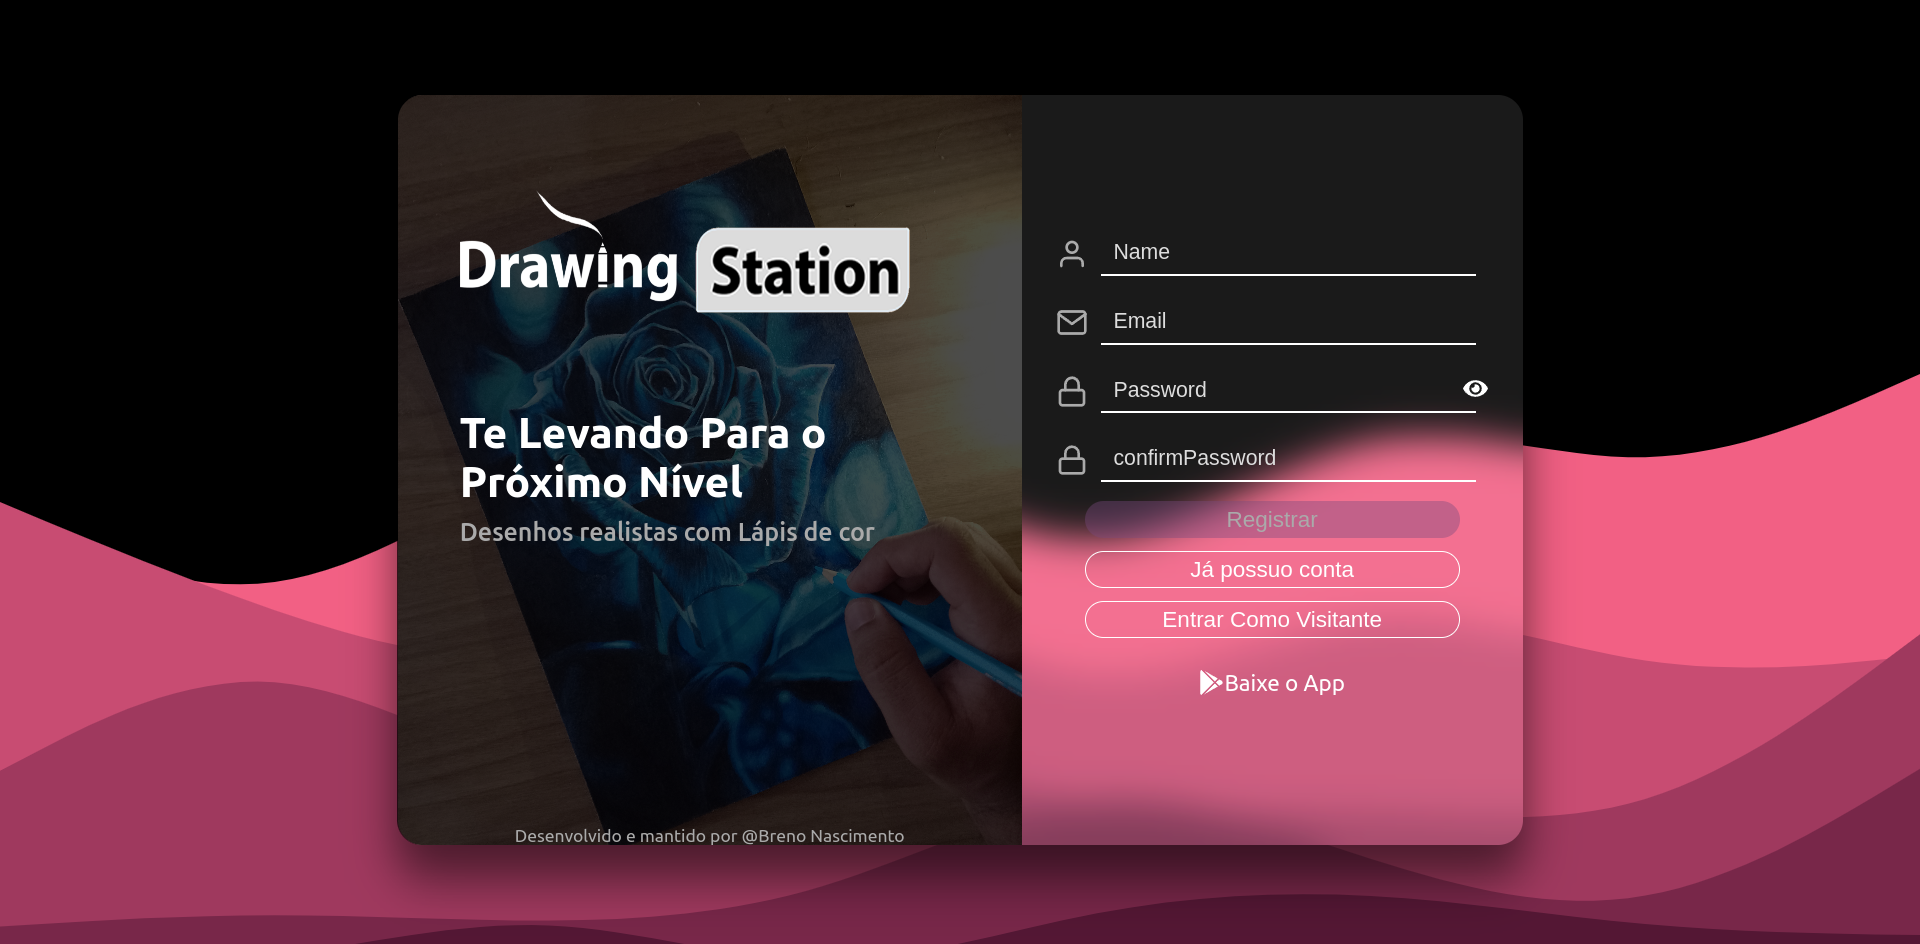 Drawing Station
Te Levando Para o
Próximo Nível
Desenhos realistas com Lápis de cor
Desenvolvido e mantido por @Breno Nascimento
Name
Email
Password
confirmPassword
Registrar
Já possuo conta
Entrar Como Visitante
Baixe o App